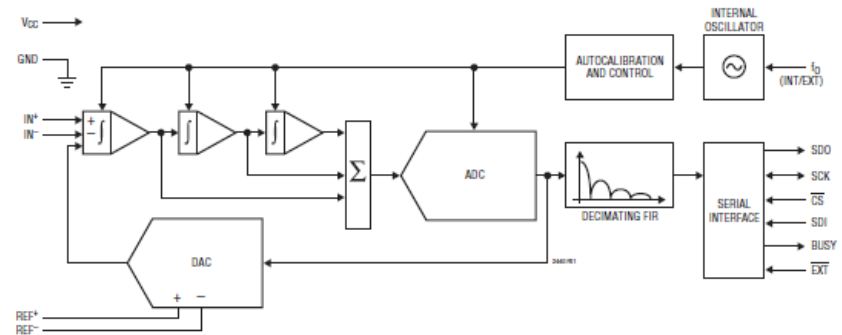 VCC
GND
INTERNAL
OSCILLATOR
AUTOCALIBRATION
AND CONTROL
fO
(INT/EXT)
IN+
IN–
+
–
∫
∫
∫
Σ
ADC
DECIMATING FIR
SERIAL
INTERFACE
SDO
SCK
CS
SDI
BUSY
EXT
DAC
+ –
REF+
REF–